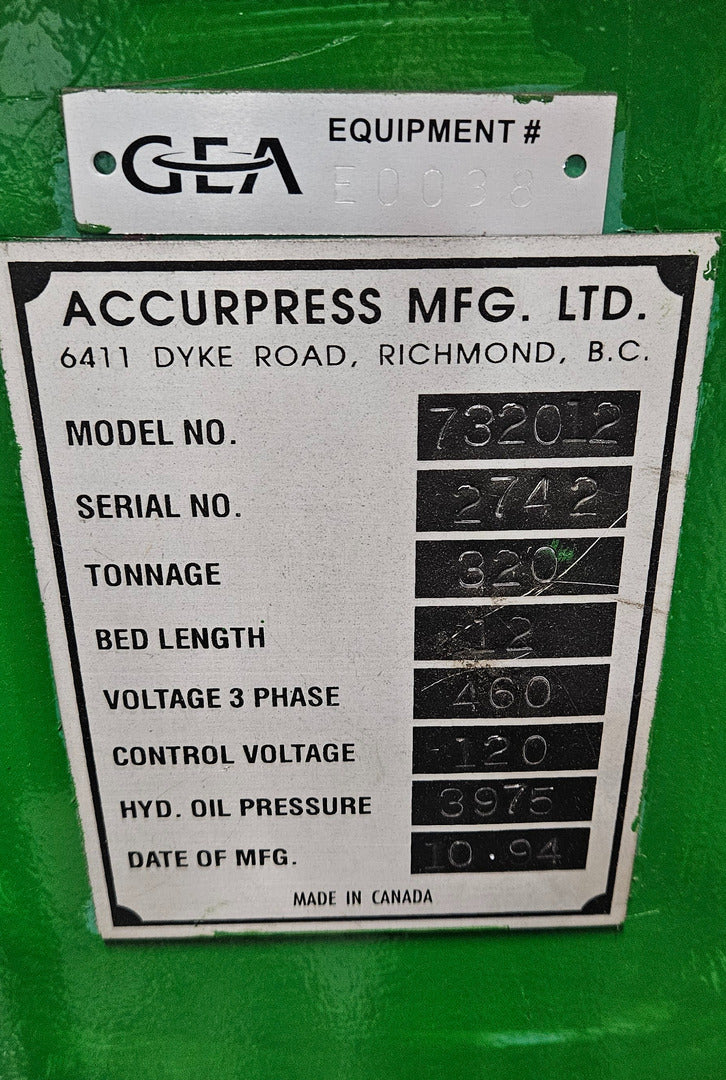 GEA EQUIPMENT #
E0038
ACCURPRESS MFG. LTD.
6411 DYKE ROAD, RICHMOND, B.C.
MODEL NO. 732012
SERIAL NO. 2742
TONNAGE 320
BED LENGTH 12
VOLTAGE 3 PHASE 460
CONTROL VOLTAGE 120
HYD. OIL PRESSURE 3975
DATE OF MFG. 10.94
MADE IN CANADA